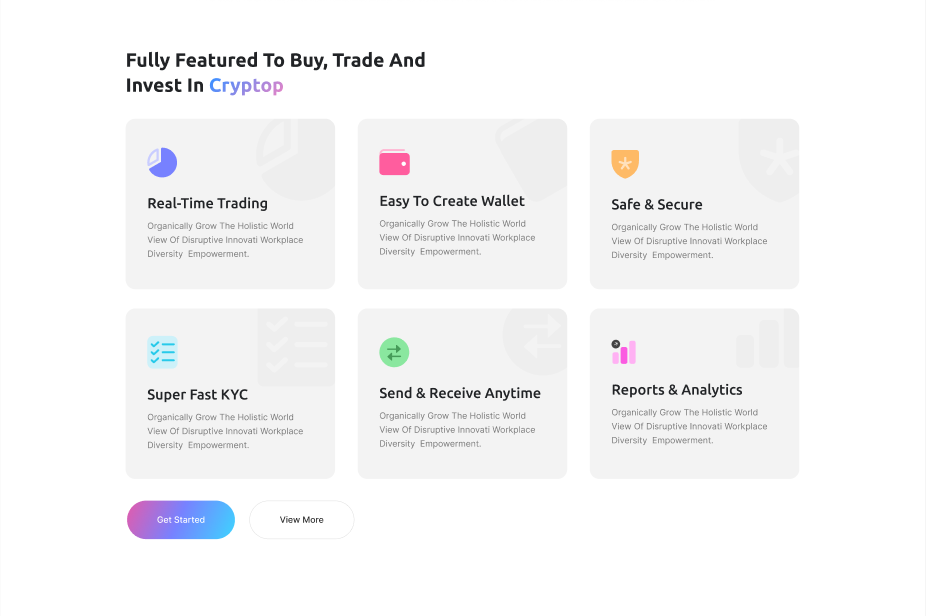 Fully Featured To Buy, Trade And
Invest In Cryptop
Real-Time Trading
Organically Grow The Holistic World
View Of Disruptive Innovati Workplace
Diversity  Empowerment.
Easy To Create Wallet
Organically Grow The Holistic World
View Of Disruptive Innovati Workplace
Diversity  Empowerment.
Safe & Secure
Organically Grow The Holistic World
View Of Disruptive Innovati Workplace
Diversity  Empowerment.
Super Fast KYC
Organically Grow The Holistic World
View Of Disruptive Innovati Workplace
Diversity  Empowerment.
Send & Receive Anytime
Organically Grow The Holistic World
View Of Disruptive Innovati Workplace
Diversity  Empowerment.
Reports & Analytics
Organically Grow The Holistic World
View Of Disruptive Innovati Workplace
Diversity  Empowerment.
Get Started
View More